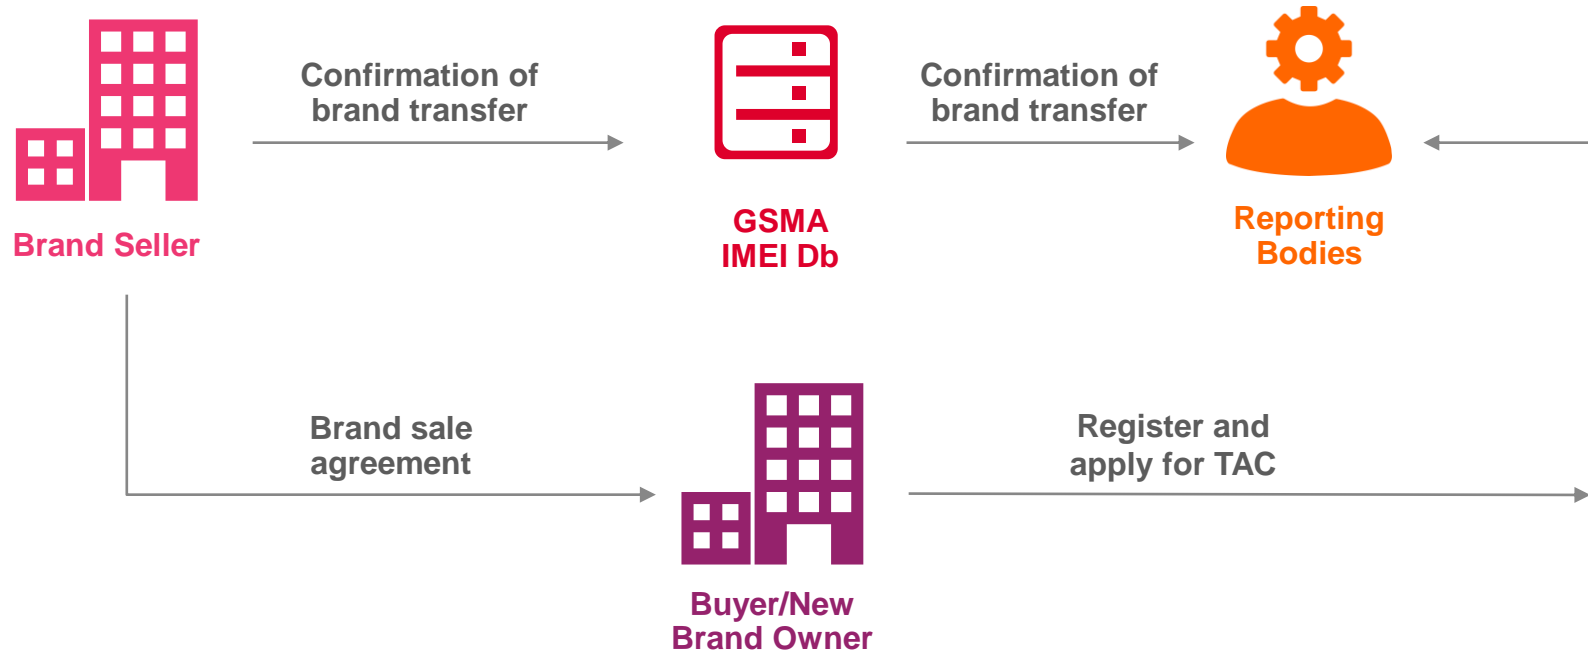 Confirmation of
brand transfer
Confirmation of
brand transfer
Brand Seller
GSMA
IMEI Db
Reporting
Bodies
Brand sale
agreement
Register and
apply for TAC
Buyer/New
Brand Owner